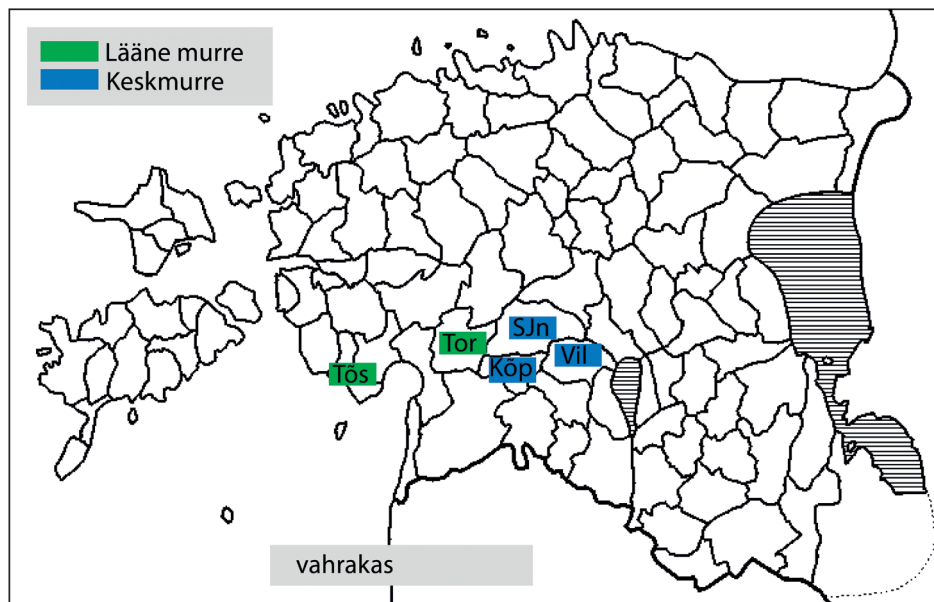 Lääne murre
Keskmurre
SJn
Tor
Vil
Kõp
Tõs
vahrakas